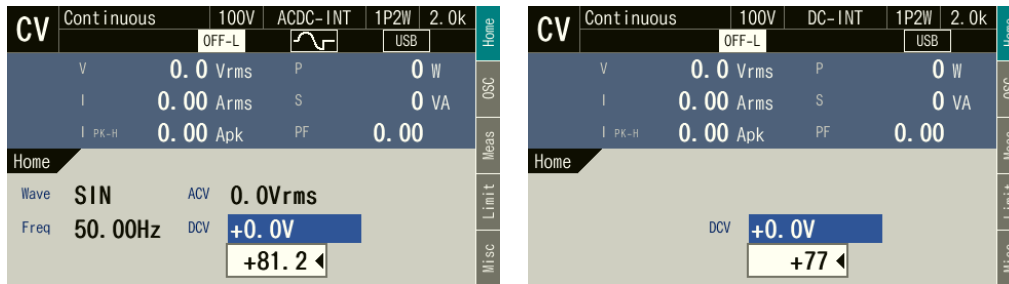 CV Continuous 100V ACDC-INT 1P2W 2.0k
OFF-L USB
V 0.0 Vrms P 0 W
I 0.00 Arms S 0 VA
I PK-H 0.00 Apk PF 0.00
Home
Wave SIN ACV 0.0Vrms
Freq 50.00Hz DCV +0.0V
+81.2
Home
OSC
Meas
Limit
Misc
CV Continuous 100V DC-INT 1P2W 2.0k
OFF-L USB
V 0.0 Vrms P 0 W
I 0.00 Arms S 0 VA
I PK-H 0.00 Apk PF 0.00
Home
DCV +0.0V
+77